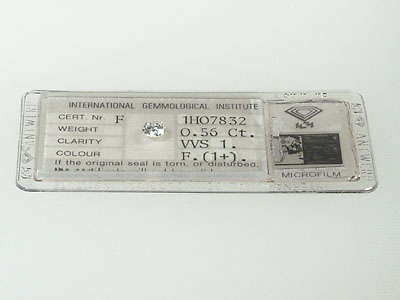 INTERNATIONAL GEMMOLOGICAL INSTITUTE
CERT. Nr. F 1H07832
WEIGHT 0.56 Ct.
CLARITY VVS 1.
COLOUR F.(1+).
If the original seal is torn, or disturbed,
MICROFILM